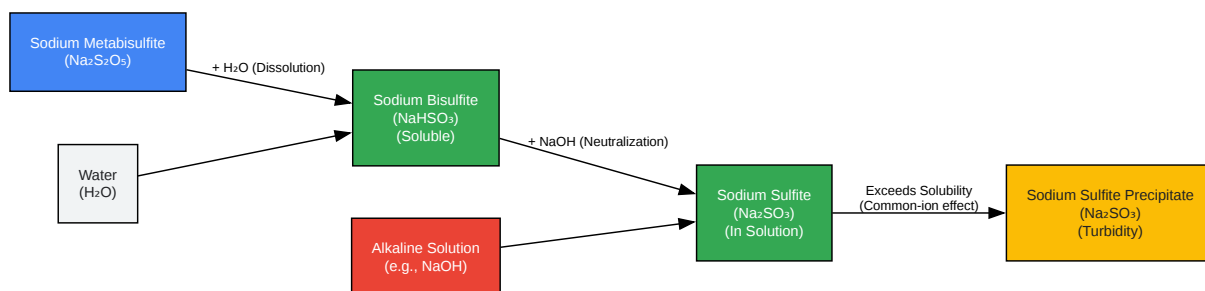 Sodium Metabisulfite
(Na₂S₂O₅)
+ H₂O (Dissolution)
Sodium Bisulfite
(NaHSO₃)
(Soluble)
Water
(H₂O)
+ NaOH (Neutralization)
Alkaline Solution
(e.g., NaOH)
Sodium Sulfite
(Na₂SO₃)
(In Solution)
Exceeds Solubility
(Common-ion effect)
Sodium Sulfite Precipitate
(Na₂SO₃)
(Turbidity)